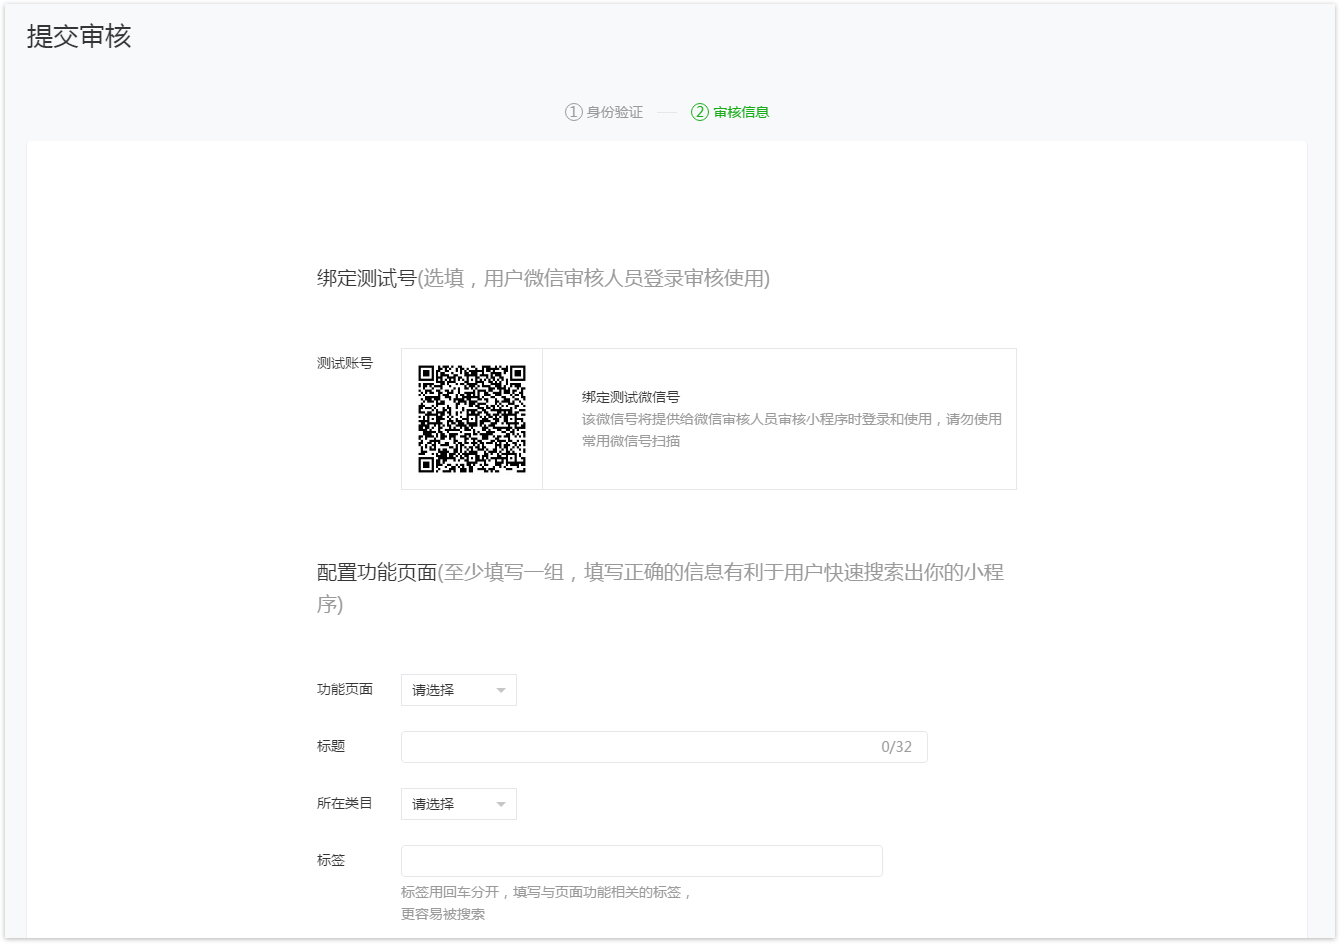 提交审核
① 身份验证 ② 审核信息
绑定测试号(选填，用户微信审核人员登录审核使用)
测试账号
绑定测试微信号
该微信号将提供给微信审核人员审核小程序时登录和使用，请勿使用
常用微信号扫描
配置功能页面(至少填写一组，填写正确的信息有利于用户快速搜索出你的小程
序)
功能页面 请选择
标题 0/32
所在类目 请选择
标签
标签用回车分开，填写与页面功能相关的标签，
更容易被搜索